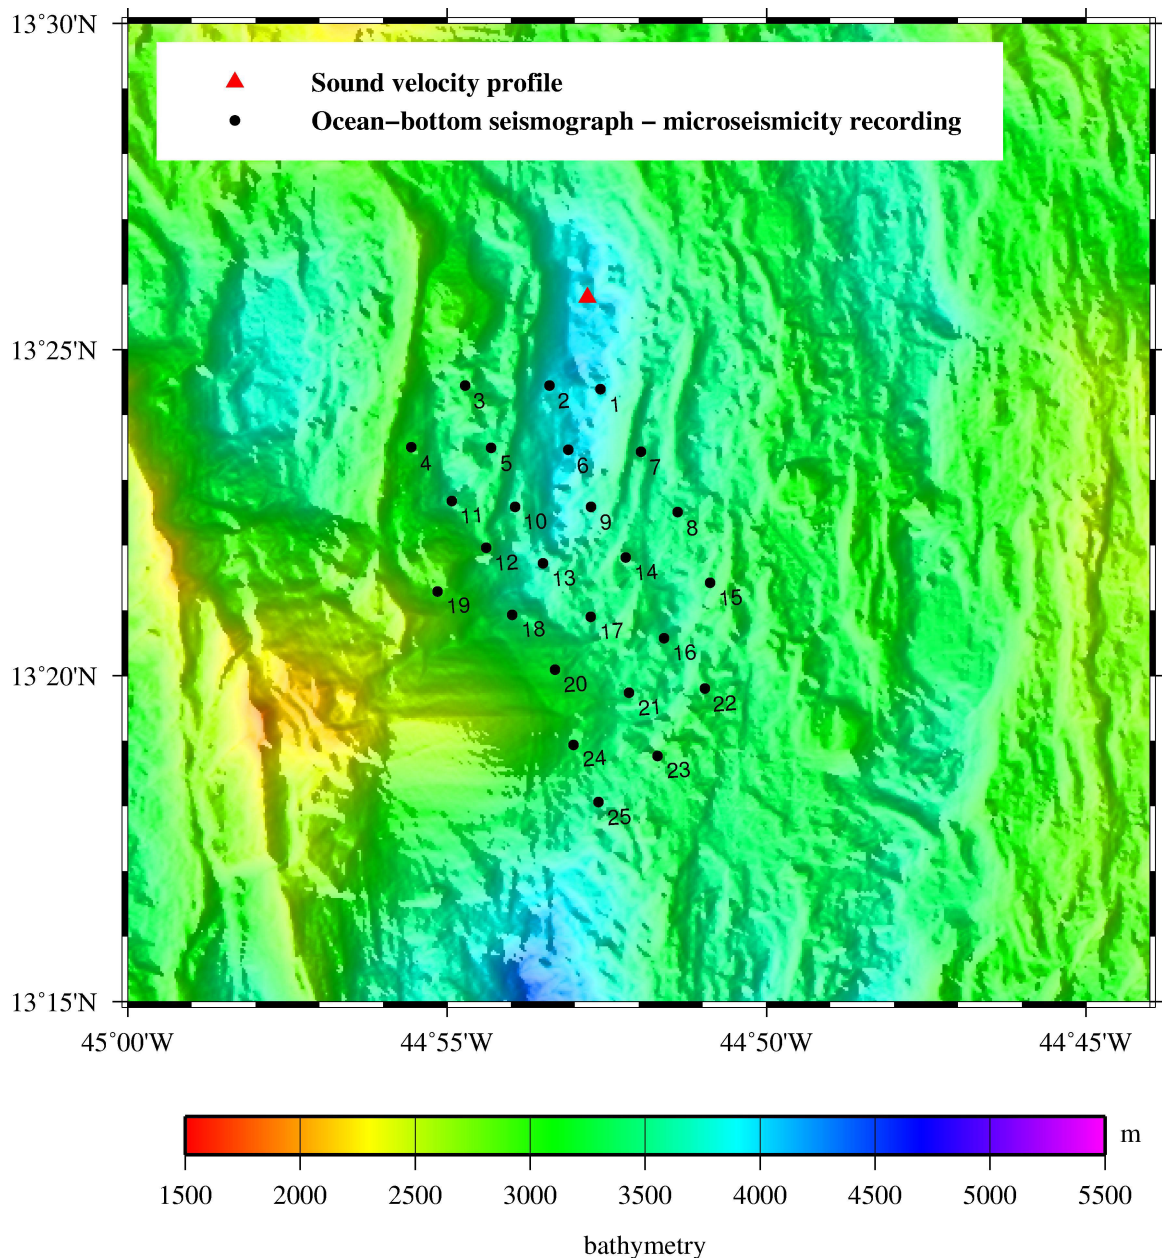 13°30'N
Sound velocity profile
Ocean−bottom seismograph − microseismicity recording
13°25'N
3
2
1
4
5
6
7
11
10
9
8
12
13
14
15
19
18
17
16
13°20'N
20
21
22
24
23
25
13°15'N
45°00'W 44°55'W 44°50'W 44°45'W
m
1500 2000 2500 3000 3500 4000 4500 5000 5500
bathymetry